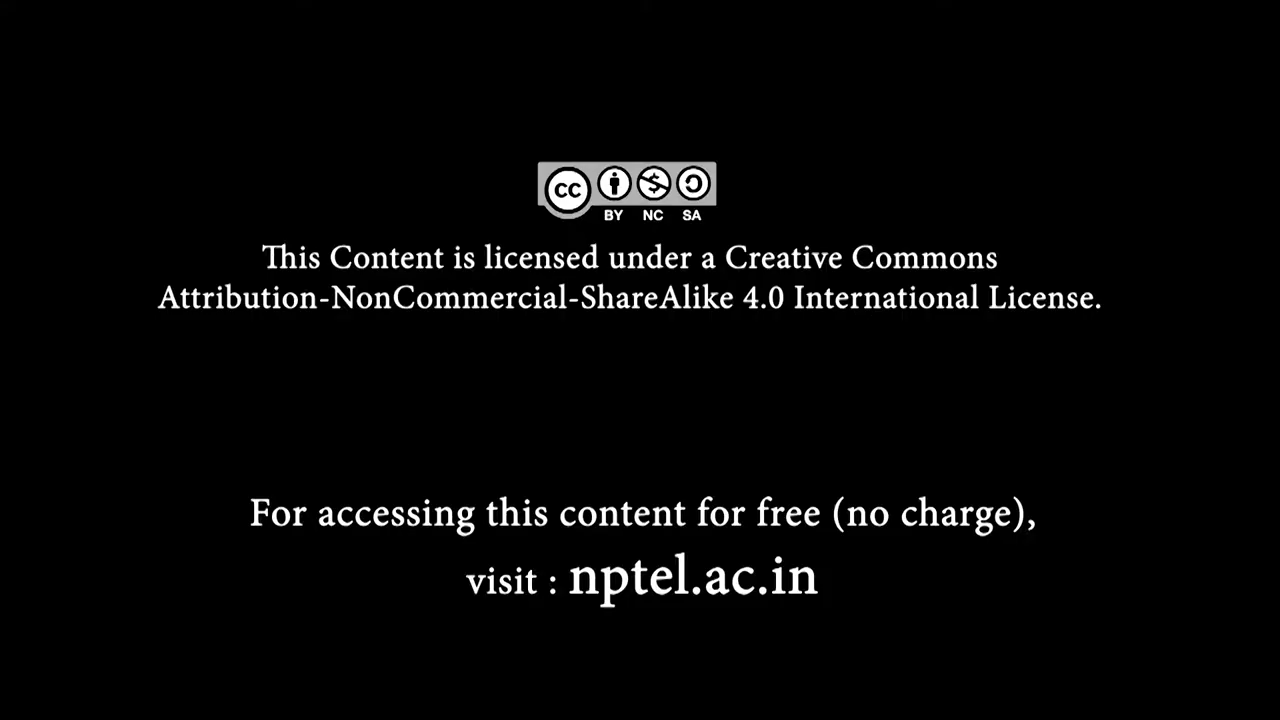 CC BY NC SA
This Content is licensed under a Creative Commons
Attribution-NonCommercial-ShareAlike 4.0 International License.
For accessing this content for free (no charge),
visit : nptel.ac.in